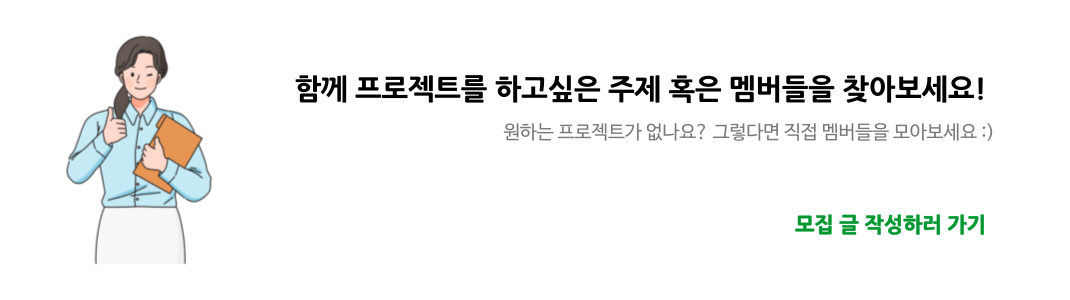 함께 프로젝트를 하고싶은 주제 혹은 멤버들을 찾아보세요!
원하는 프로젝트가 없나요? 그렇다면 직접 멤버들을 모아보세요 :)
모집 글 작성하러 가기